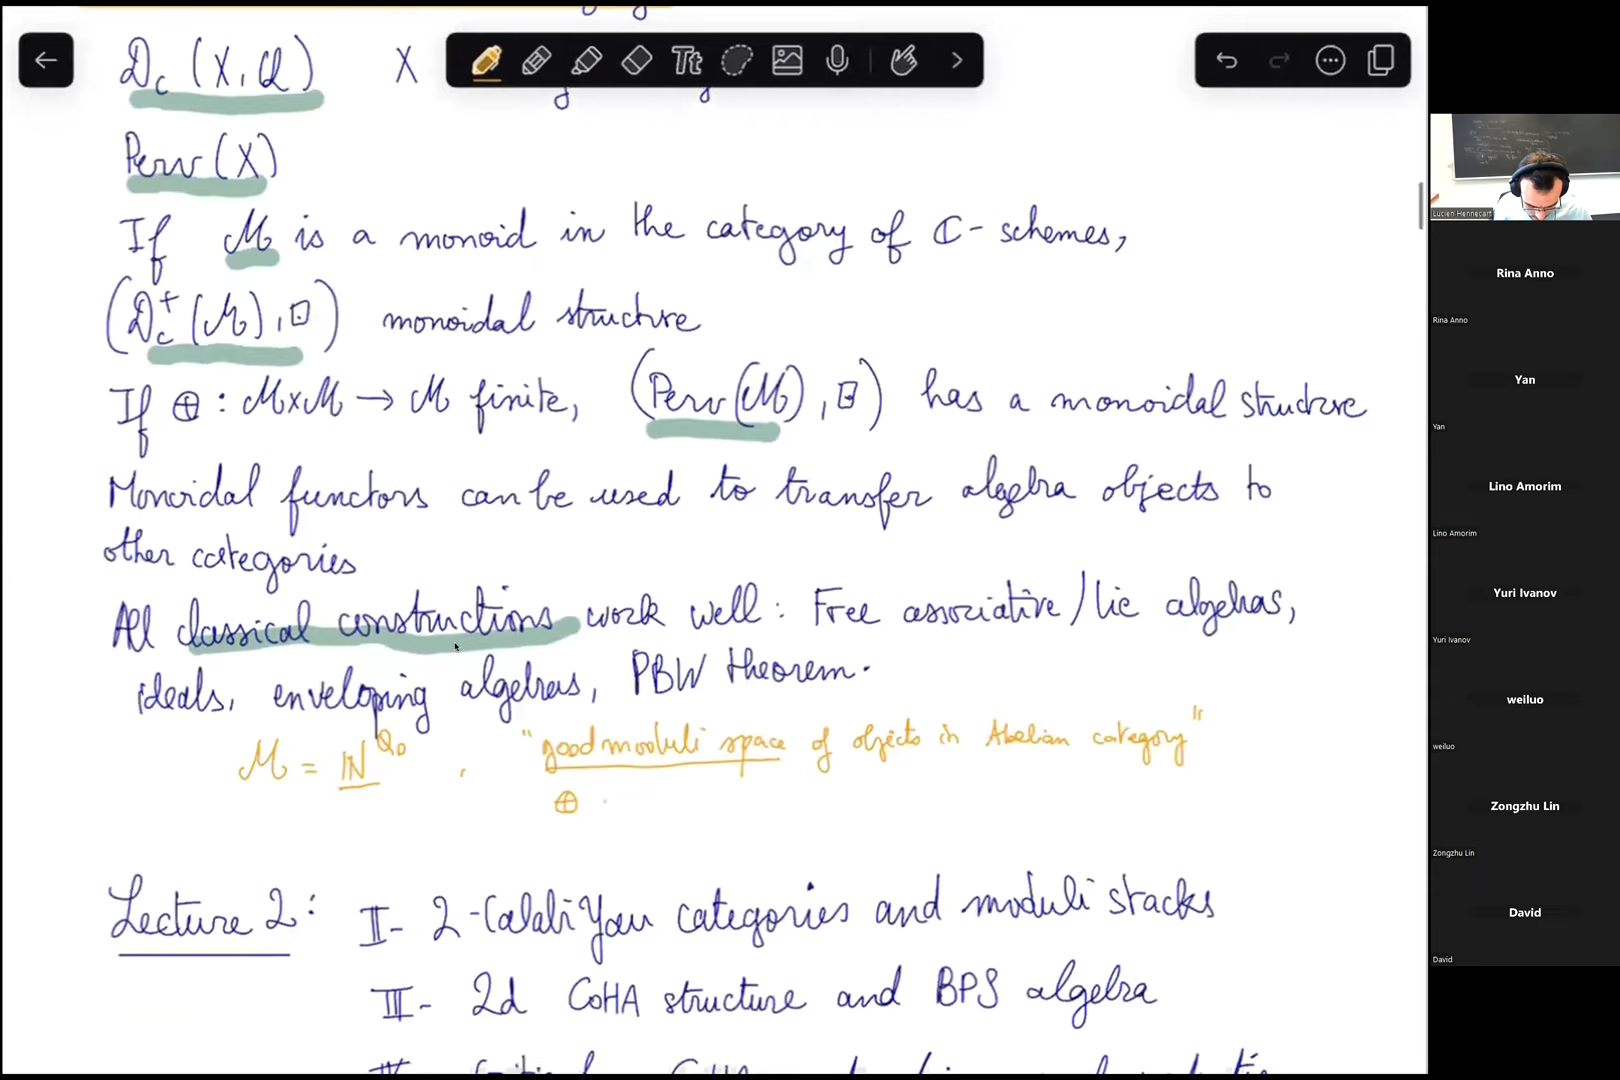 D_c (X, Q) X
Perv (X)
If M is a monoid in the category of C-schemes,
(D_c^+ (M), ⊡) monoidal structure
If ⊕ : M×M → M finite, (Perv(M), ⊡) has a monoidal structure
Monoidal functors can be used to transfer algebra objects to
other categories
All classical constructions work well : Free associative / Lie algebras,
ideals, enveloping algebras, PBW theorem.
M = N^{Q_0} , "good moduli space of objects in Abelian category"
⊕
Lecture 2 : II - 2-Calabi Yau categories and moduli stacks
III - 2d CoHA structure and BPS algebra
Tt
Lucien Hennecart
Rina Anno
Rina Anno
Yan
Yan
Lino Amorim
Lino Amorim
Yuri Ivanov
Yuri Ivanov
weiluo
weiluo
Zongzhu Lin
Zongzhu Lin
David
David